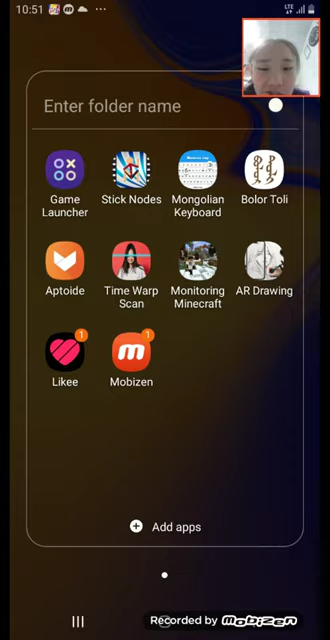 10:51
LTE
Enter folder name
Game Launcher
Stick Nodes
Mongolian Keyboard
Bolor Toli
Aptoide
Time Warp Scan
Monitoring Minecraft
AR Drawing
1
Likee
1
Mobizen
Add apps
Recorded by mobizen